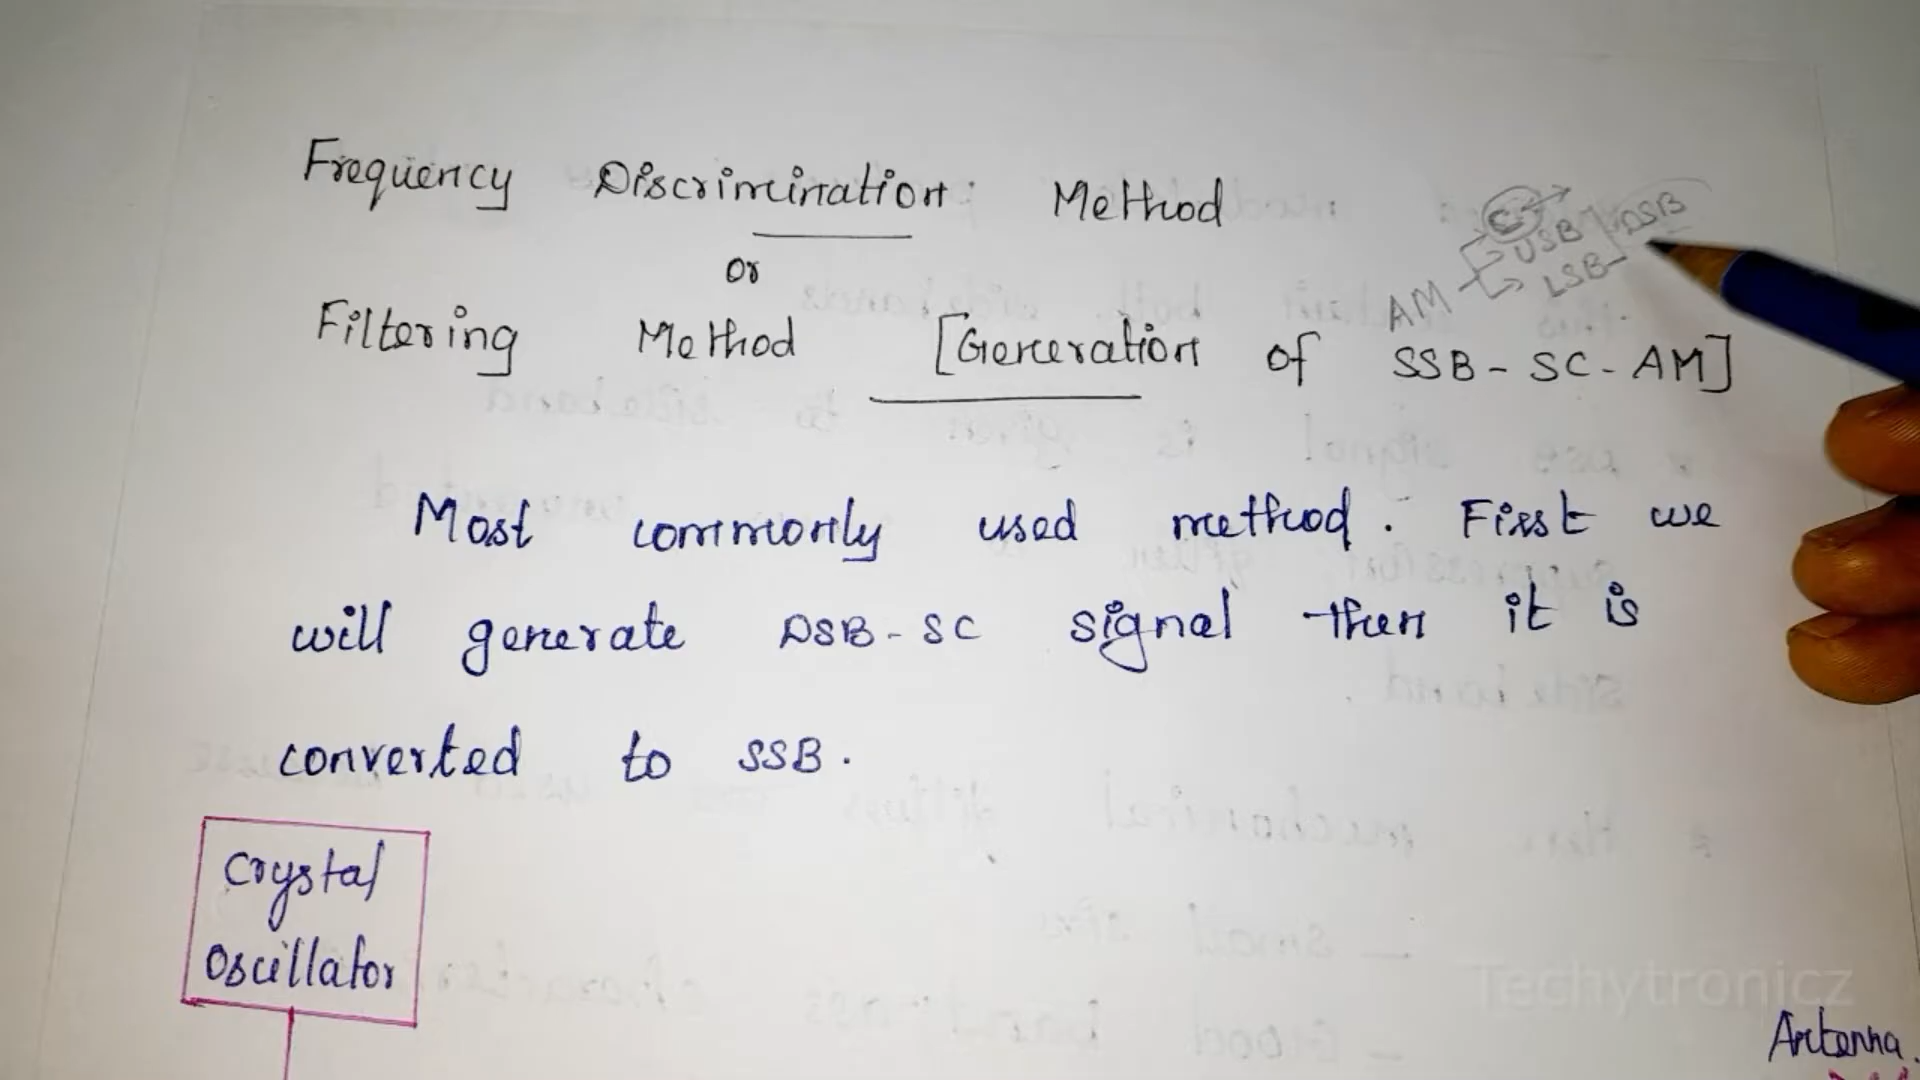 Frequency Discrimination Method
or
Filtering Method [Generation of SSB-SC-AM]
C
USB
LSB
DSB
AM
Most commonly used method. First we
will generate DSB-SC signal then it is
converted to SSB.
Crystal
Oscillator
Techytronicz
Antenna.